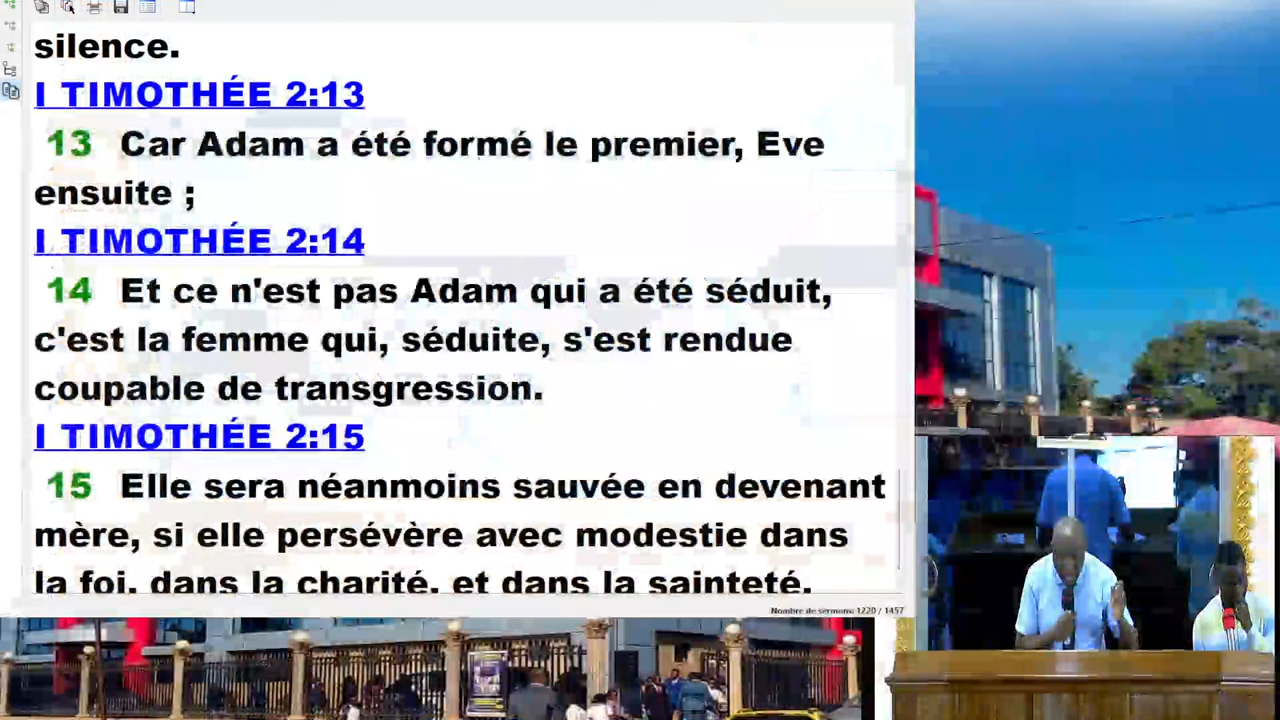 silence.
I TIMOTHÉE 2:13
13 Car Adam a été formé le premier, Eve
ensuite ;
I TIMOTHÉE 2:14
14 Et ce n'est pas Adam qui a été séduit,
c'est la femme qui, séduite, s'est rendue
coupable de transgression.
I TIMOTHÉE 2:15
15 Elle sera néanmoins sauvée en devenant
mère, si elle persévère avec modestie dans
la foi, dans la charité, et dans la sainteté.
Nombre de sermons 1220 / 1457